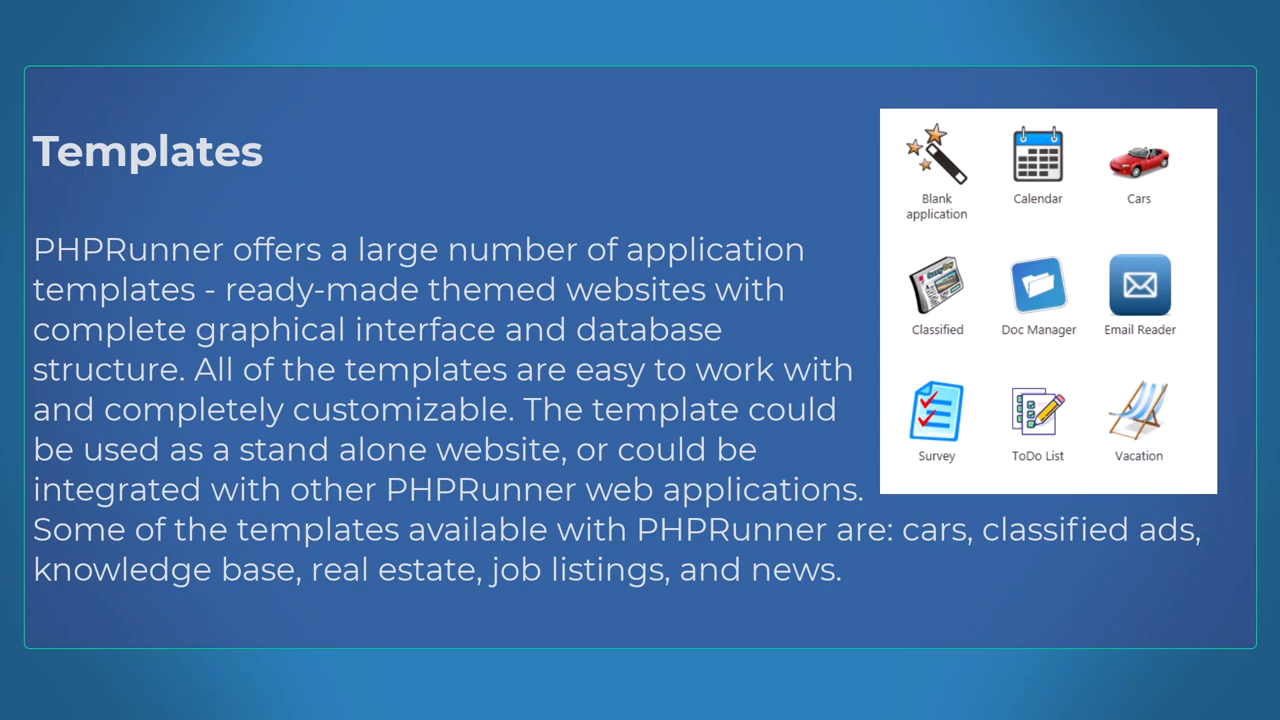 Templates
PHPRunner offers a large number of application
templates - ready-made themed websites with
complete graphical interface and database
structure. All of the templates are easy to work with
and completely customizable. The template could
be used as a stand alone website, or could be
integrated with other PHPRunner web applications.
Some of the templates available with PHPRunner are: cars, classified ads,
knowledge base, real estate, job listings, and news.
Blank
application
Calendar
Cars
Classified
Doc Manager
Email Reader
Survey
ToDo List
Vacation